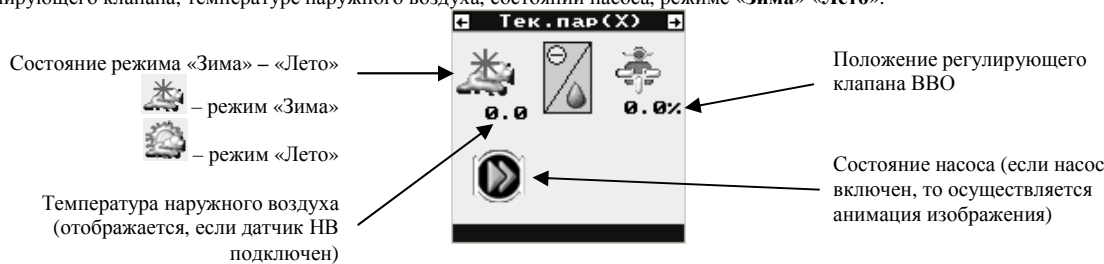 клапана, температуре наружного воздуха, состоянии насоса, режиме «Зима» «Лето».
Тек.пар(X)
Состояние режима «Зима» – «Лето»
– режим «Зима»
– режим «Лето»
Температура наружного воздуха
(отображается, если датчик НВ
подключен)
0.0
0.0%
Положение регулирующего
клапана ВВО
Состояние насоса (если насос
включен, то осуществляется
анимация изображения)